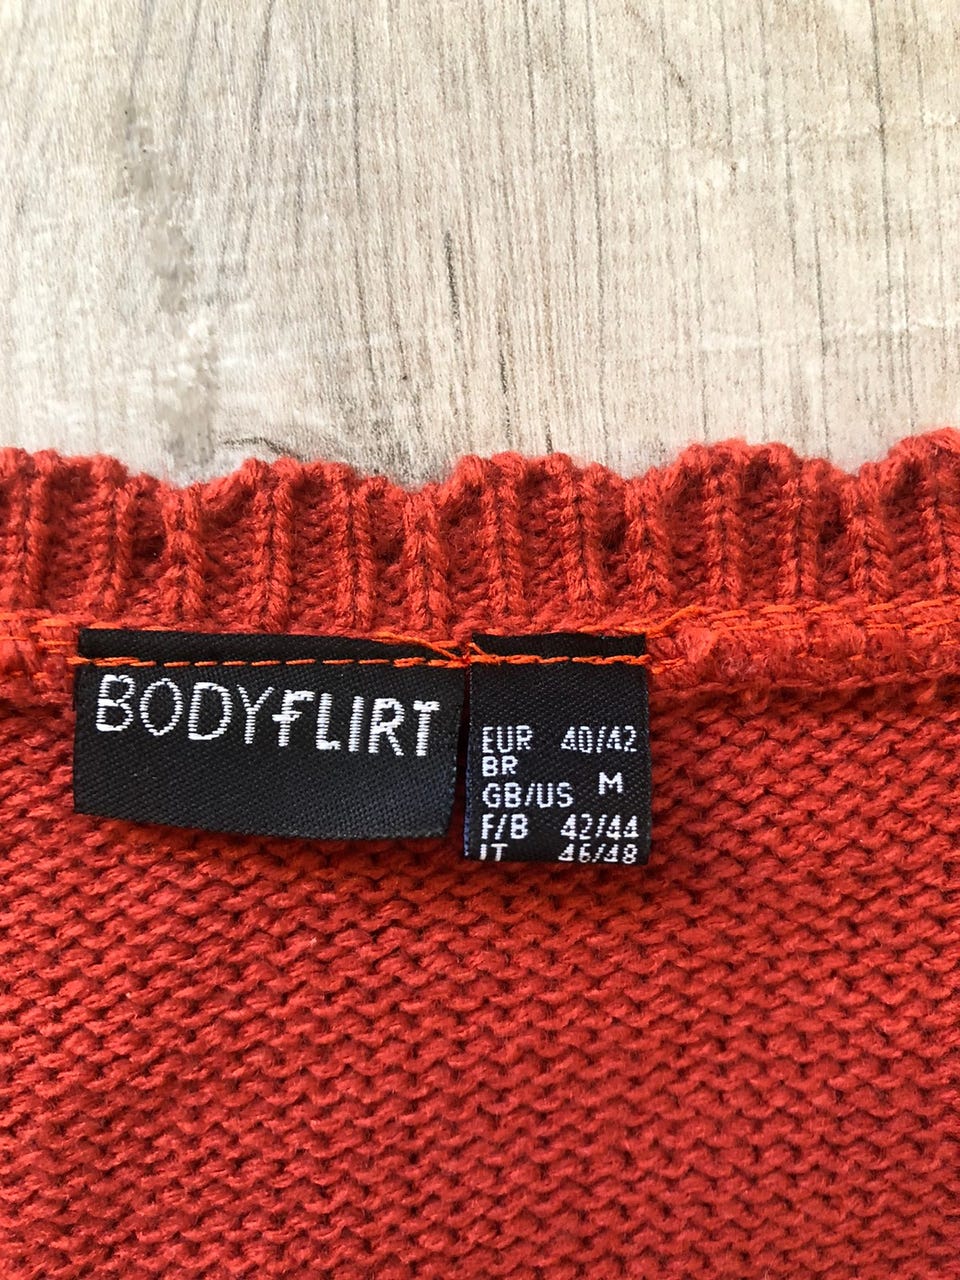 BODYFLIRT
EUR 40/42
BR
GB/US M
F/B 42/44
IT 46/48